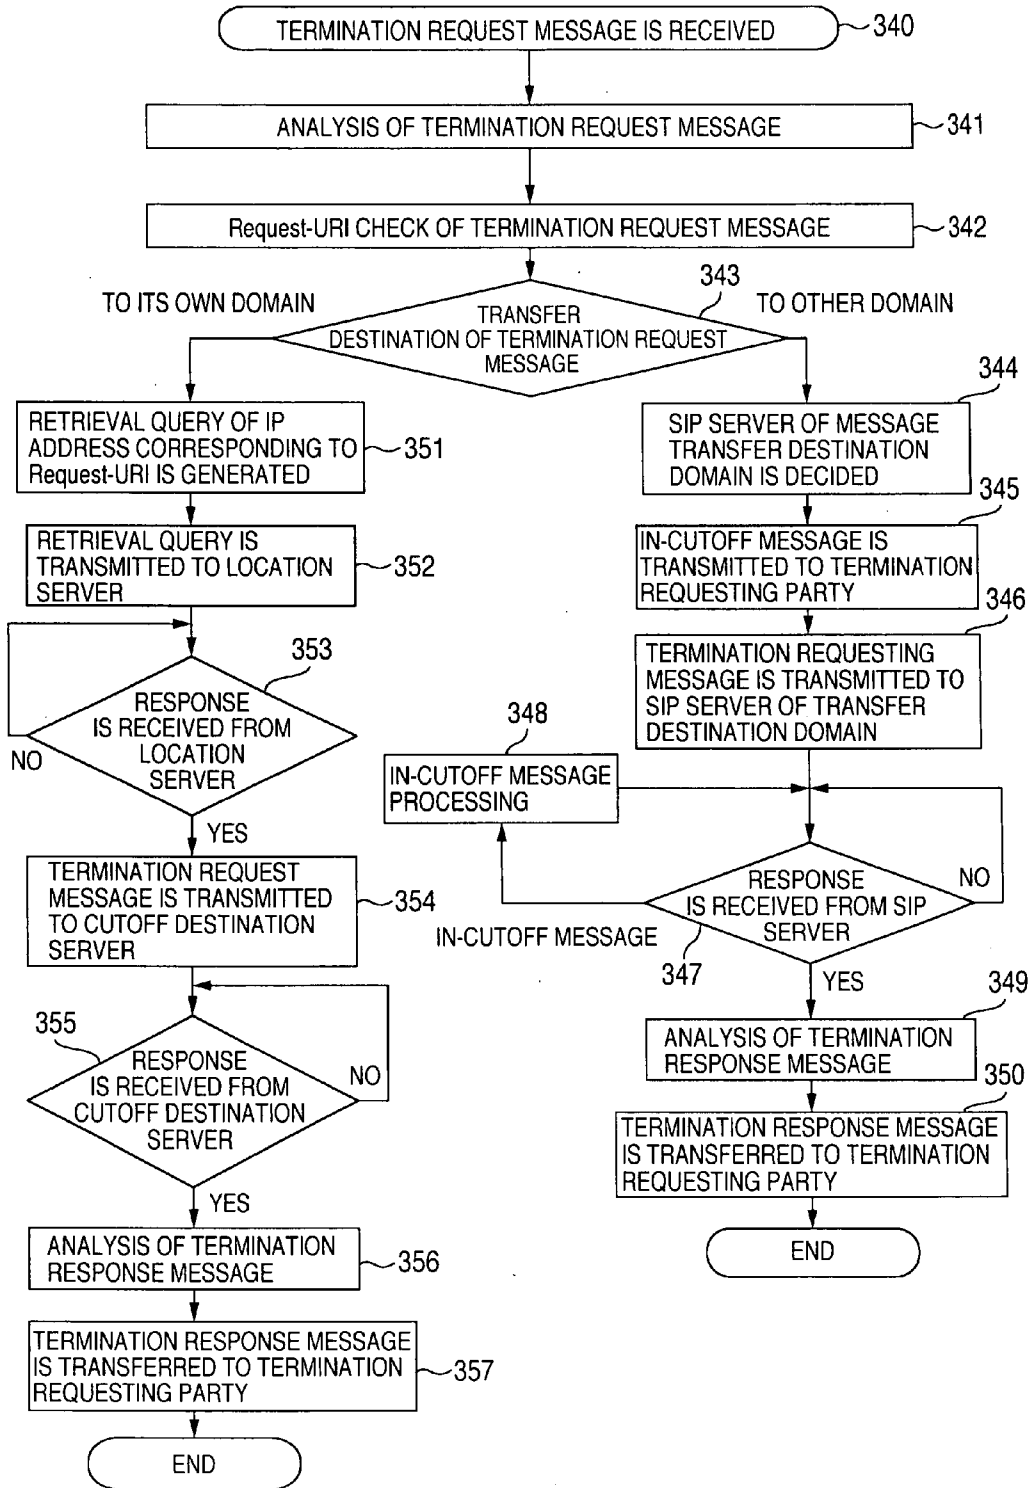 TERMINATION REQUEST MESSAGE IS RECEIVED
340
ANALYSIS OF TERMINATION REQUEST MESSAGE
341
Request-URI CHECK OF TERMINATION REQUEST MESSAGE
342
343
TO ITS OWN DOMAIN
TO OTHER DOMAIN
TRANSFER
DESTINATION OF TERMINATION REQUEST
MESSAGE
RETRIEVAL QUERY OF IP
ADDRESS CORRESPONDING TO
Request-URI IS GENERATED
351
RETRIEVAL QUERY IS
TRANSMITTED TO LOCATION
SERVER
352
353
RESPONSE
IS RECEIVED FROM
LOCATION
SERVER
NO
YES
TERMINATION REQUEST
MESSAGE IS TRANSMITTED
TO CUTOFF DESTINATION
SERVER
354
355
RESPONSE
IS RECEIVED FROM
CUTOFF DESTINATION
SERVER
NO
YES
ANALYSIS OF TERMINATION
RESPONSE MESSAGE
356
TERMINATION RESPONSE MESSAGE
IS TRANSFERRED TO TERMINATION
REQUESTING PARTY
357
END
344
SIP SERVER OF MESSAGE
TRANSFER DESTINATION
DOMAIN IS DECIDED
345
IN-CUTOFF MESSAGE IS
TRANSMITTED TO TERMINATION
REQUESTING PARTY
346
TERMINATION REQUESTING
MESSAGE IS TRANSMITTED TO
SIP SERVER OF TRANSFER
DESTINATION DOMAIN
348
IN-CUTOFF MESSAGE
PROCESSING
RESPONSE
IS RECEIVED FROM SIP
SERVER
NO
IN-CUTOFF MESSAGE
347
YES
349
ANALYSIS OF TERMINATION
RESPONSE MESSAGE
350
TERMINATION RESPONSE MESSAGE
IS TRANSFERRED TO TERMINATION
REQUESTING PARTY
END